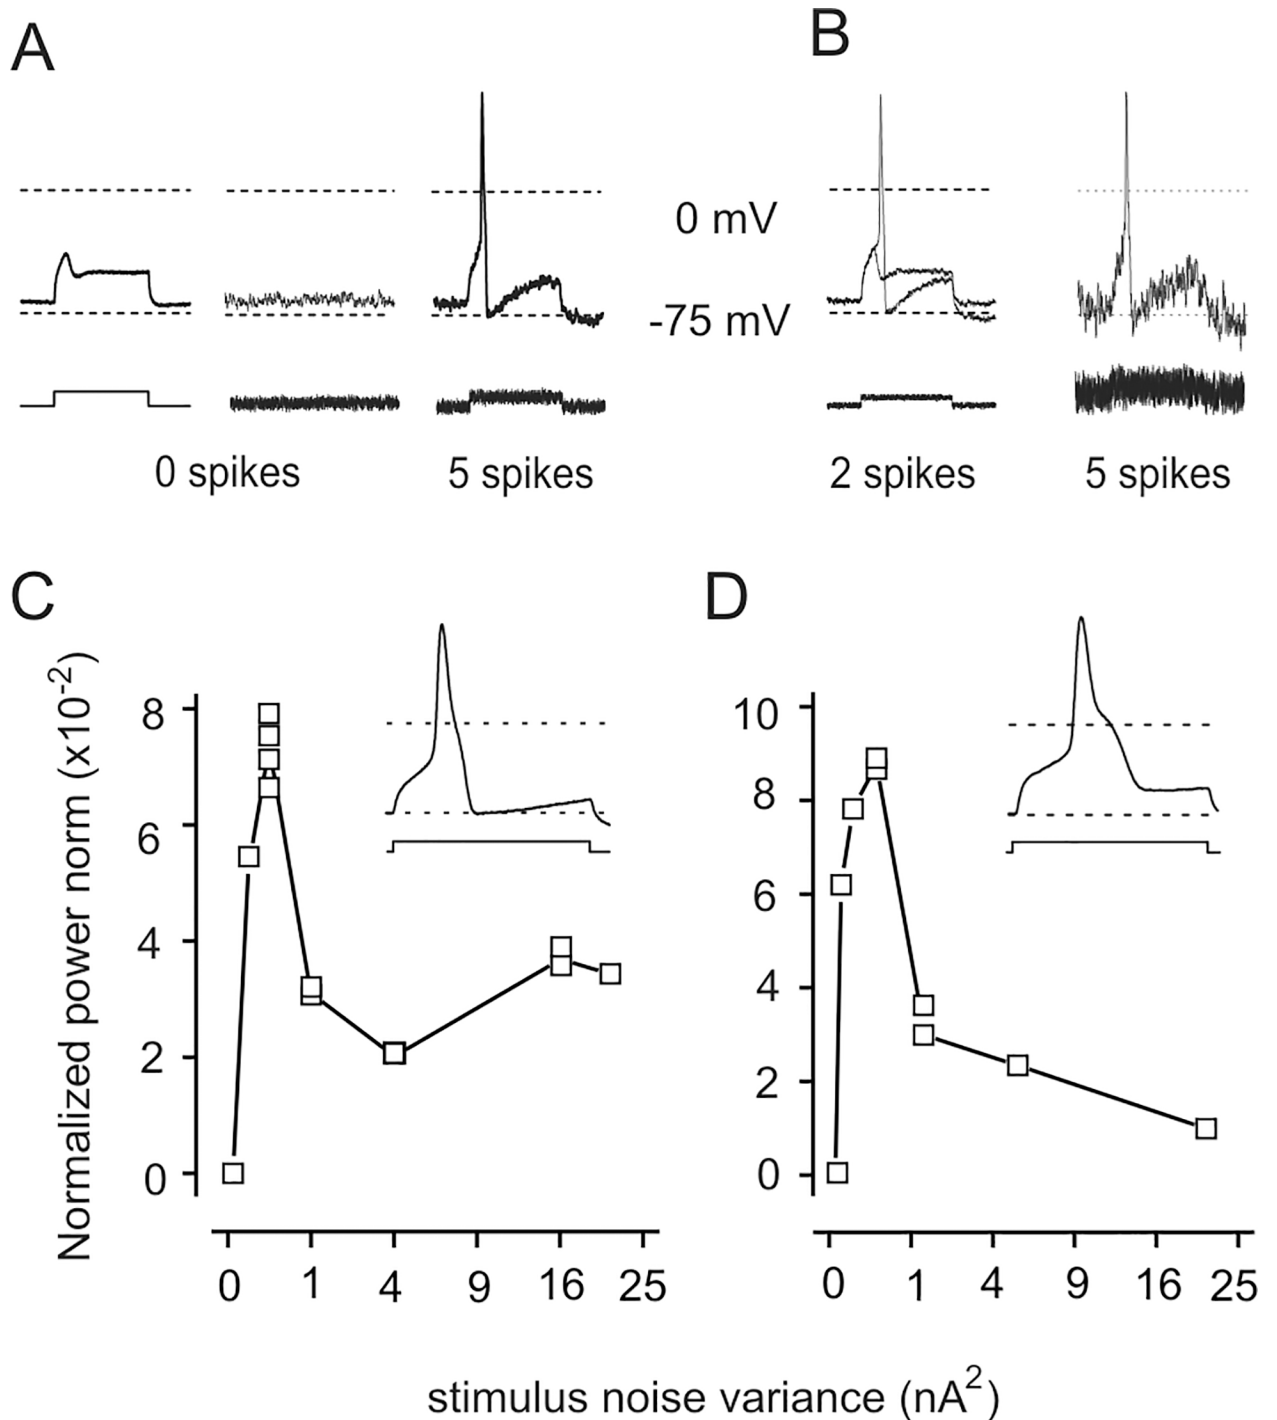 A
B
0 mV
-75 mV
0 spikes
5 spikes
2 spikes
5 spikes
C
D
Normalized power norm (x10-2)
8
6
4
2
0
10
8
6
4
2
0
0 1 4 9 16 25
0 1 4 9 16 25
stimulus noise variance (nA2)